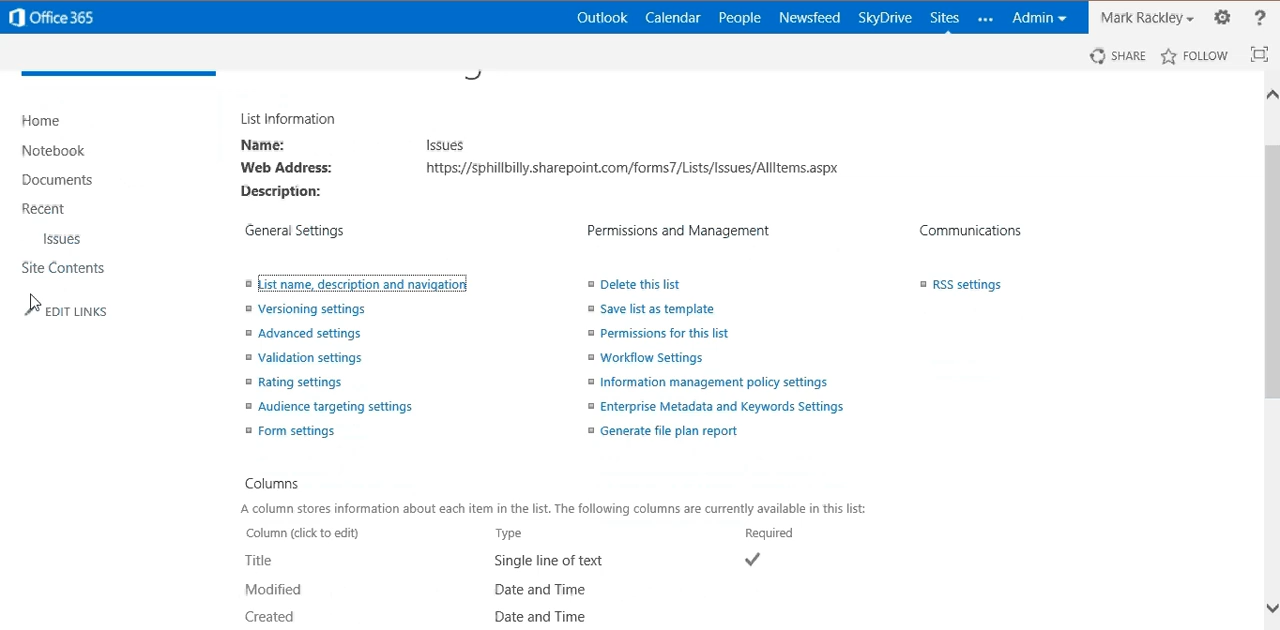 Office 365 Outlook Calendar People Newsfeed SkyDrive Sites ... Admin Mark Rackley ?
SHARE FOLLOW
Home
Notebook
Documents
Recent
Issues
Site Contents
EDIT LINKS
List Information
Name: Issues
Web Address: https://sphillbilly.sharepoint.com/forms7/Lists/Issues/AllItems.aspx
Description:
General Settings Permissions and Management Communications
List name, description and navigation Delete this list RSS settings
Versioning settings Save list as template
Advanced settings Permissions for this list
Validation settings Workflow Settings
Rating settings Information management policy settings
Audience targeting settings Enterprise Metadata and Keywords Settings
Form settings Generate file plan report
Columns
A column stores information about each item in the list. The following columns are currently available in this list:
Column (click to edit) Type Required
Title Single line of text
Modified Date and Time
Created Date and Time